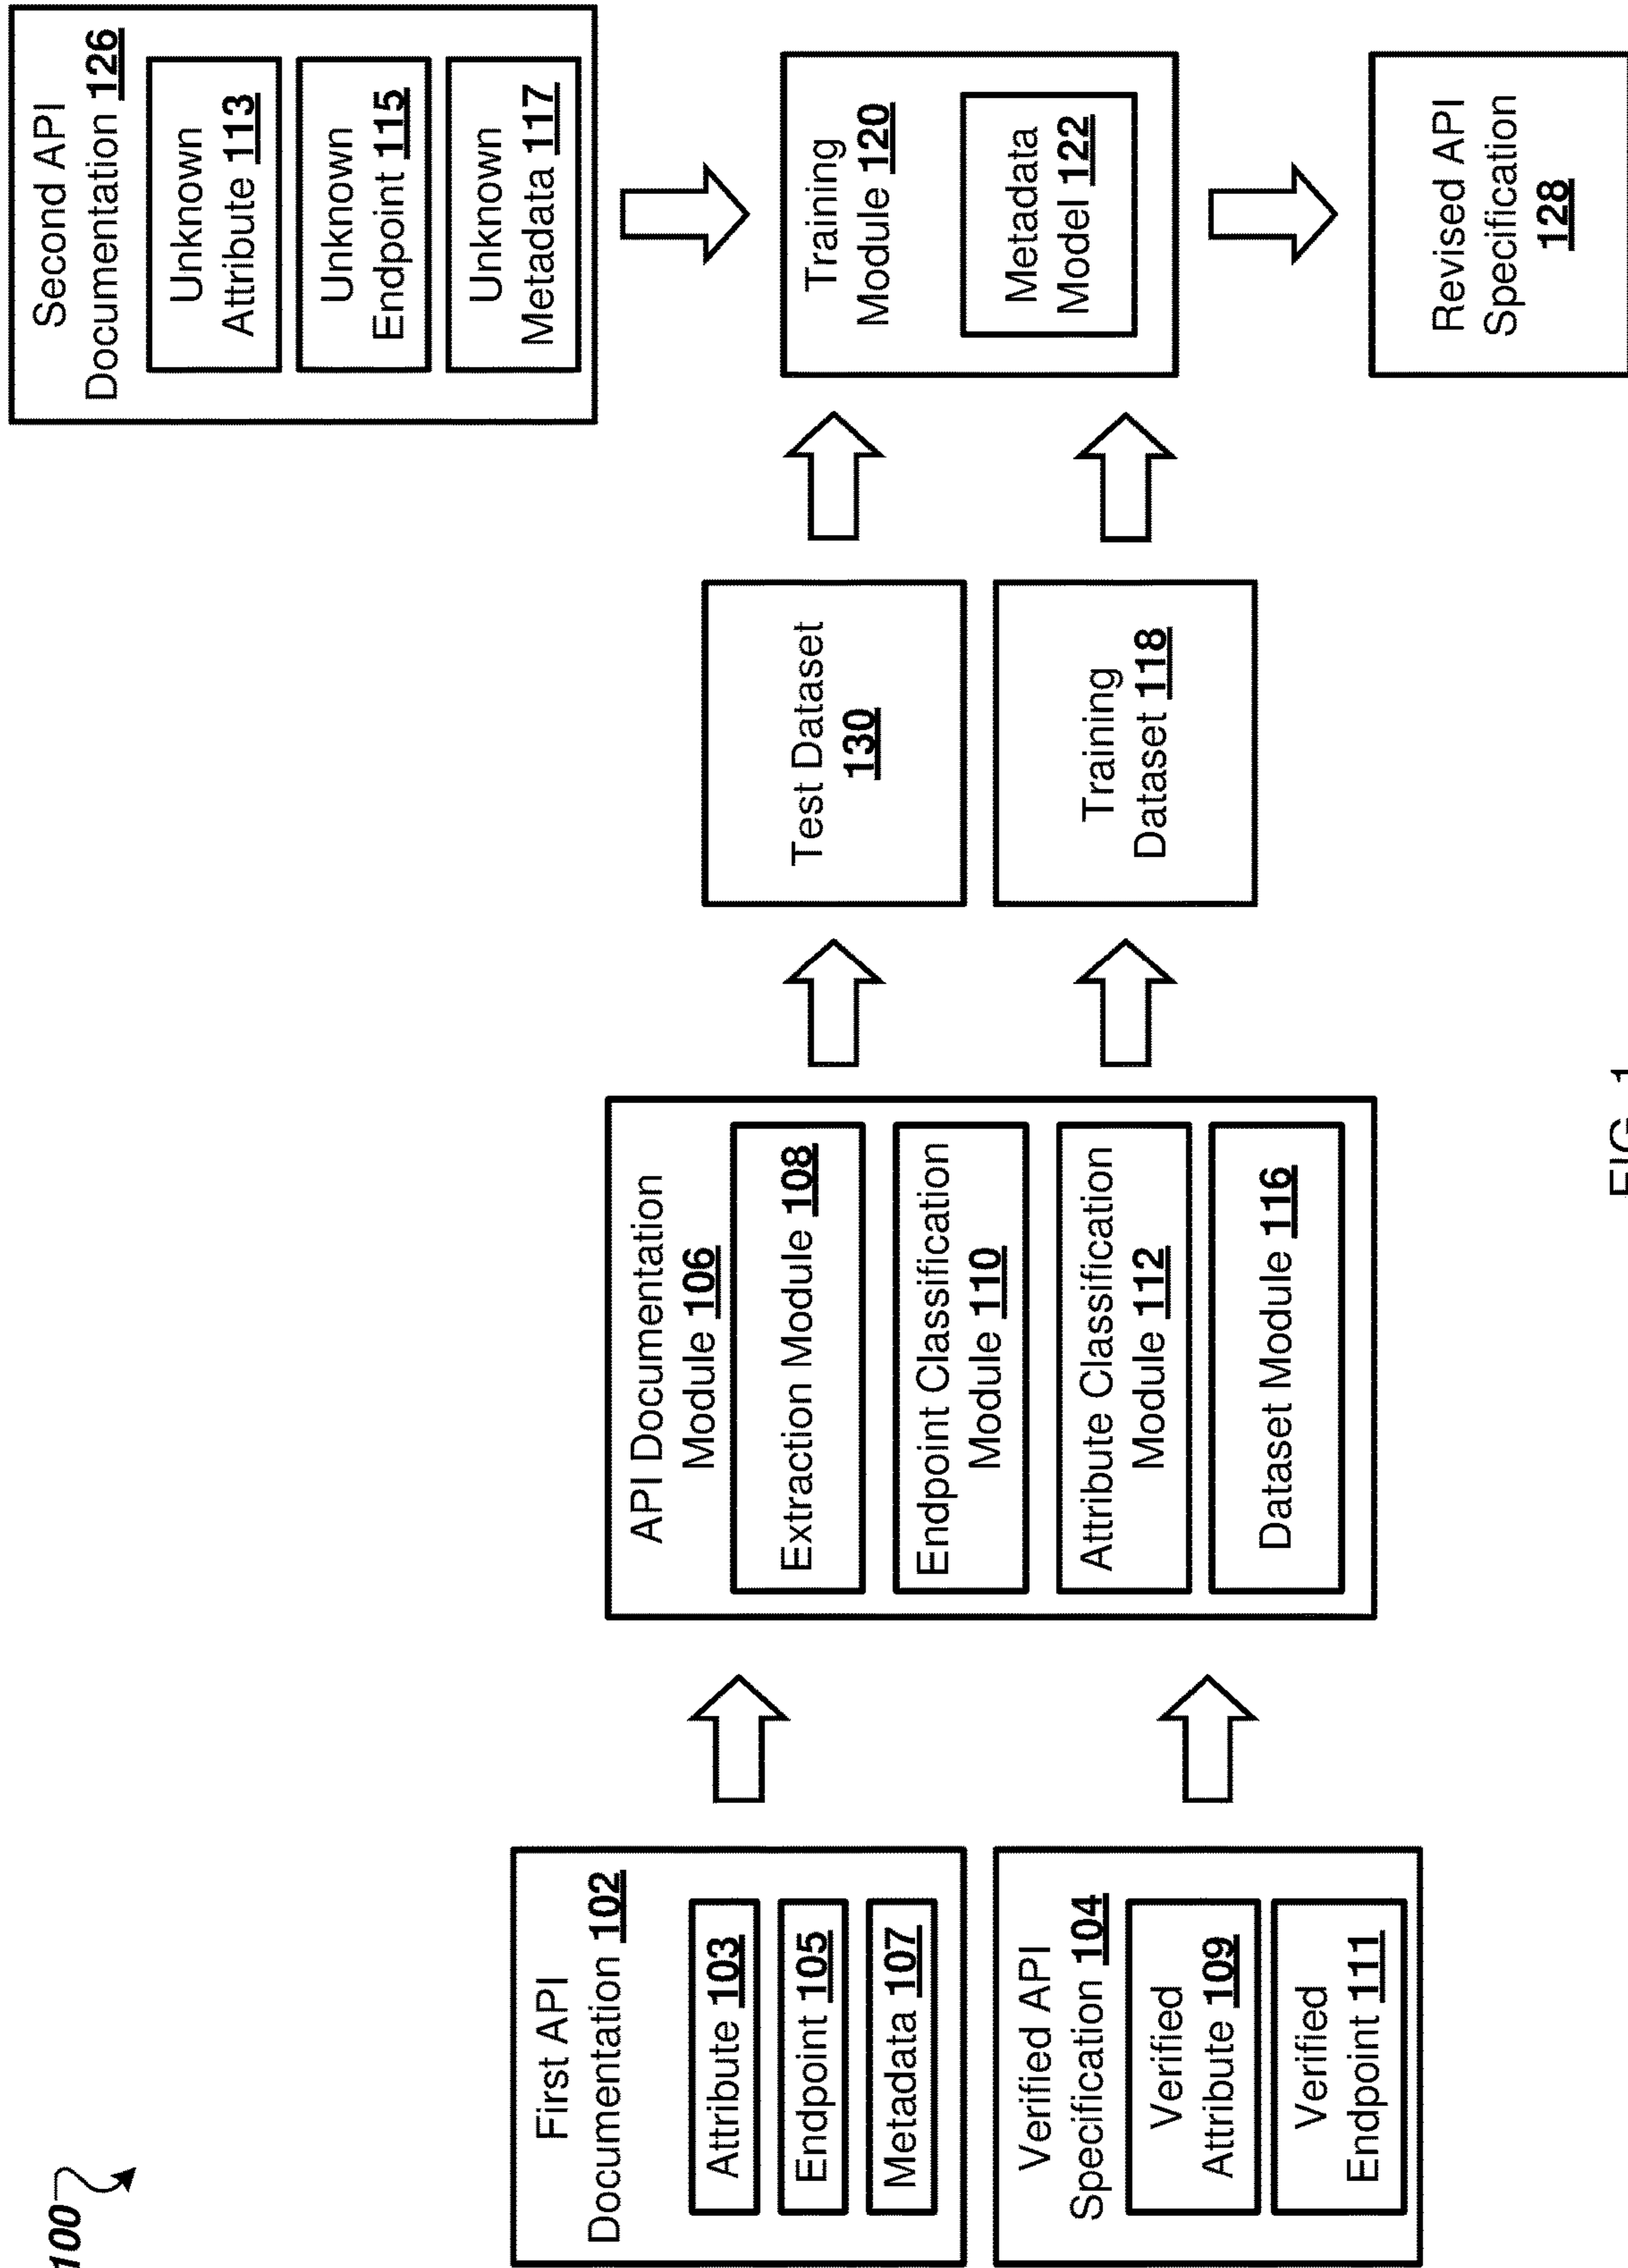 100
First API
Documentation 102
Attribute 103
Endpoint 105
Metadata 107
Verified API
Specification 104
Verified
Attribute 109
Verified
Endpoint 111
API Documentation
Module 106
Extraction Module 108
Endpoint Classification
Module 110
Attribute Classification
Module 112
Dataset Module 116
Test Dataset
130
Training
Dataset 118
Second API
Documentation 126
Unknown
Attribute 113
Unknown
Endpoint 115
Unknown
Metadata 117
Training
Module 120
Metadata
Model 122
Revised API
Specification
128
FIG. 1